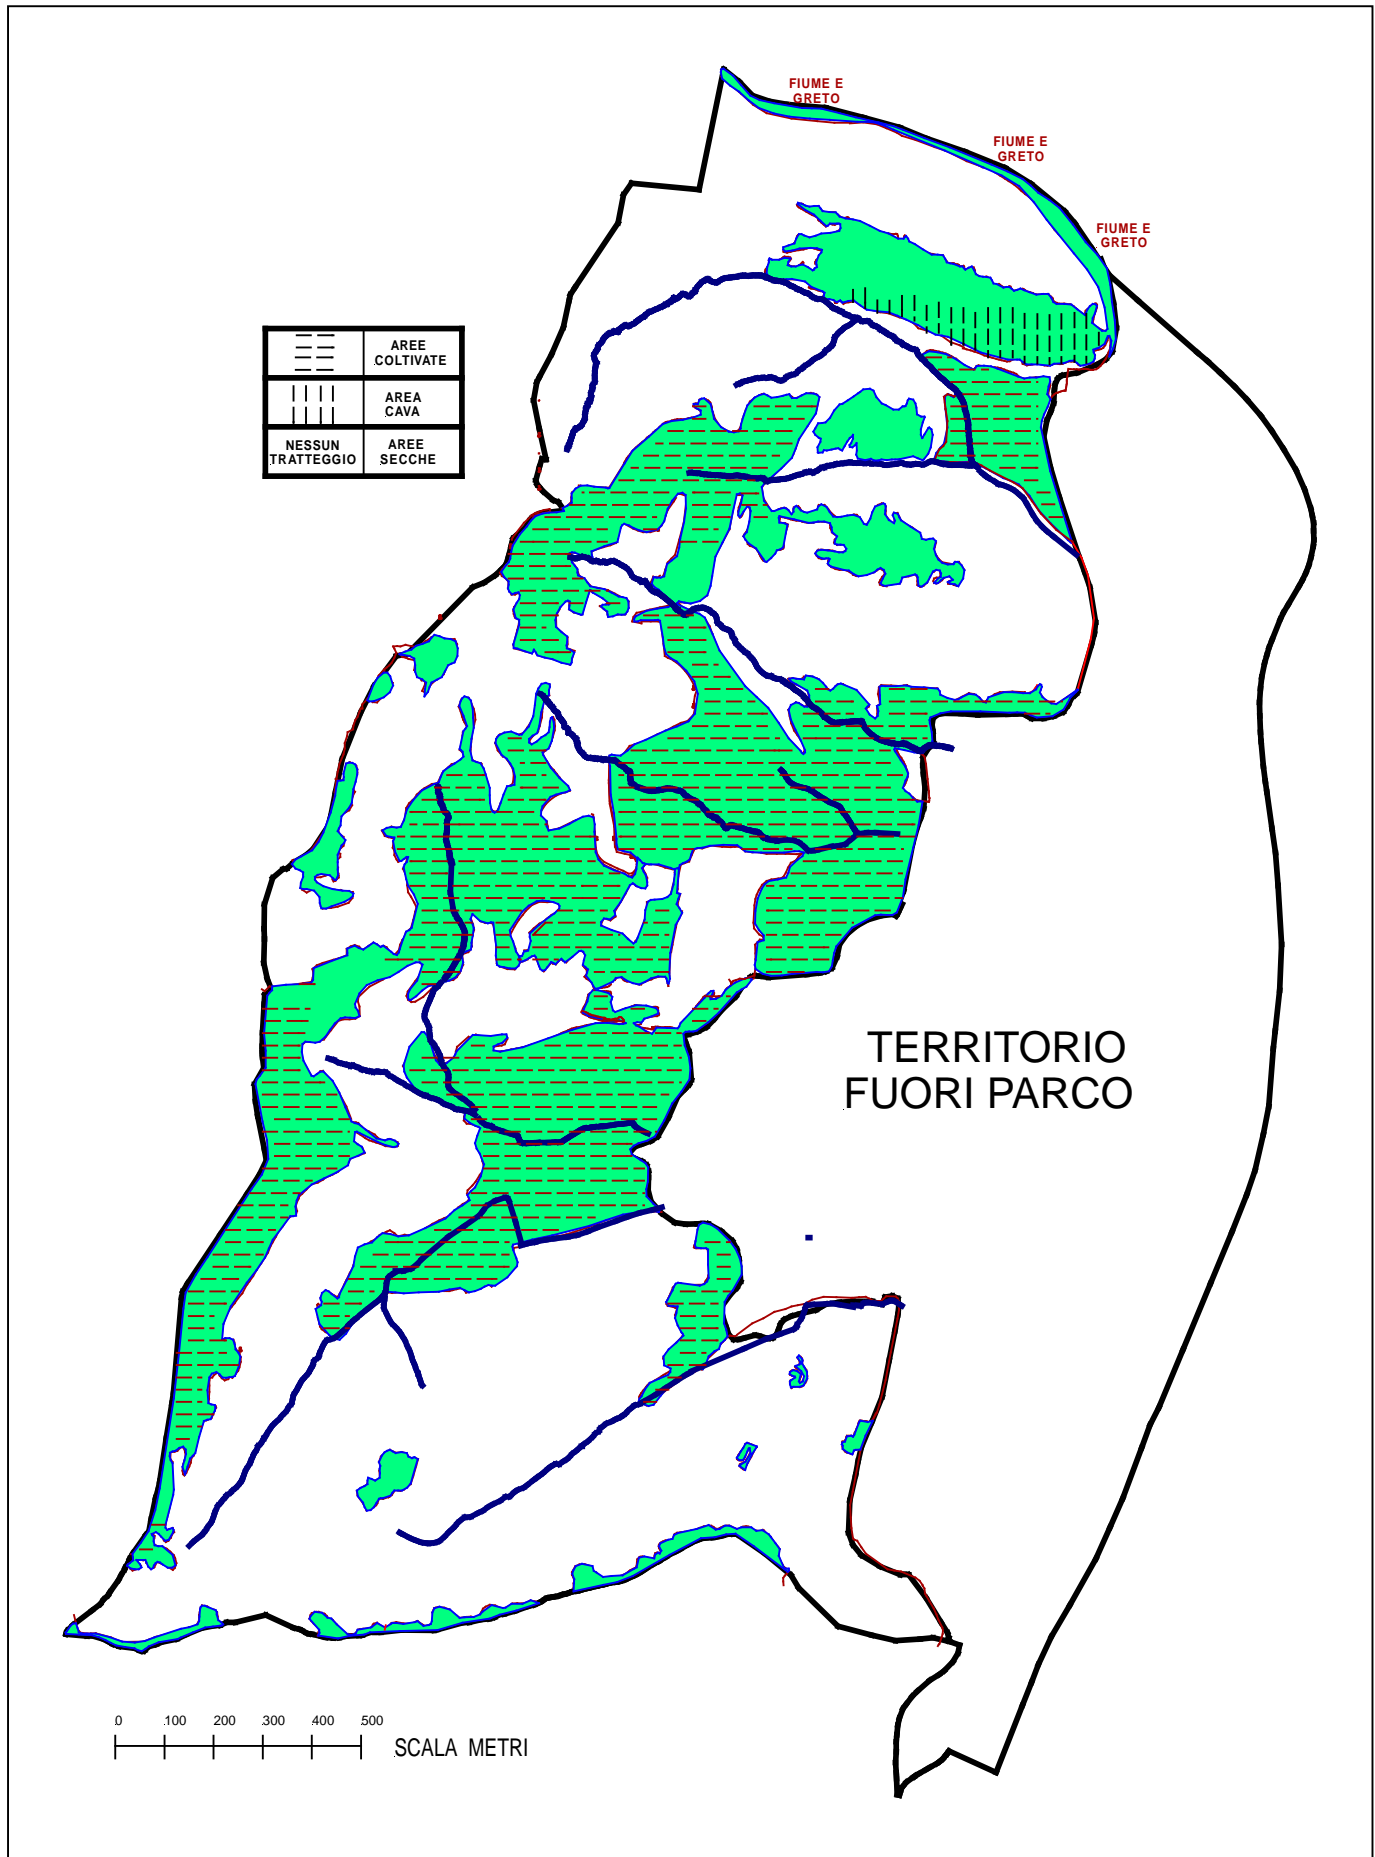 FIUME E
GRETO
FIUME E
GRETO
FIUME E
GRETO
AREE
COLTIVATE
AREA
CAVA
NESSUN
TRATTEGGIO
AREE
SECCHE
TERRITORIO
FUORI PARCO
0 100 200 300 400 500
SCALA METRI